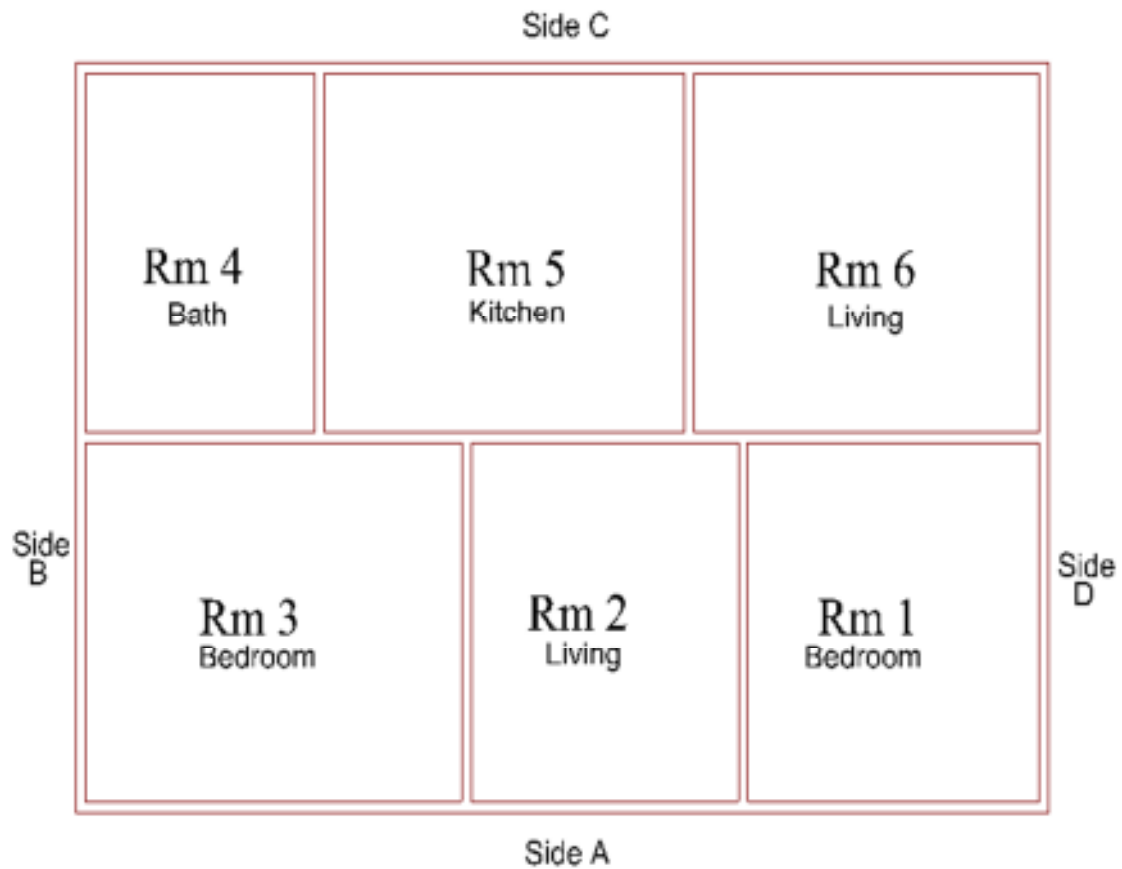 Side C
Rm 4
Bath
Rm 5
Kitchen
Rm 6
Living
Side
B
Rm 3
Bedroom
Rm 2
Living
Rm 1
Bedroom
Side
D
Side A